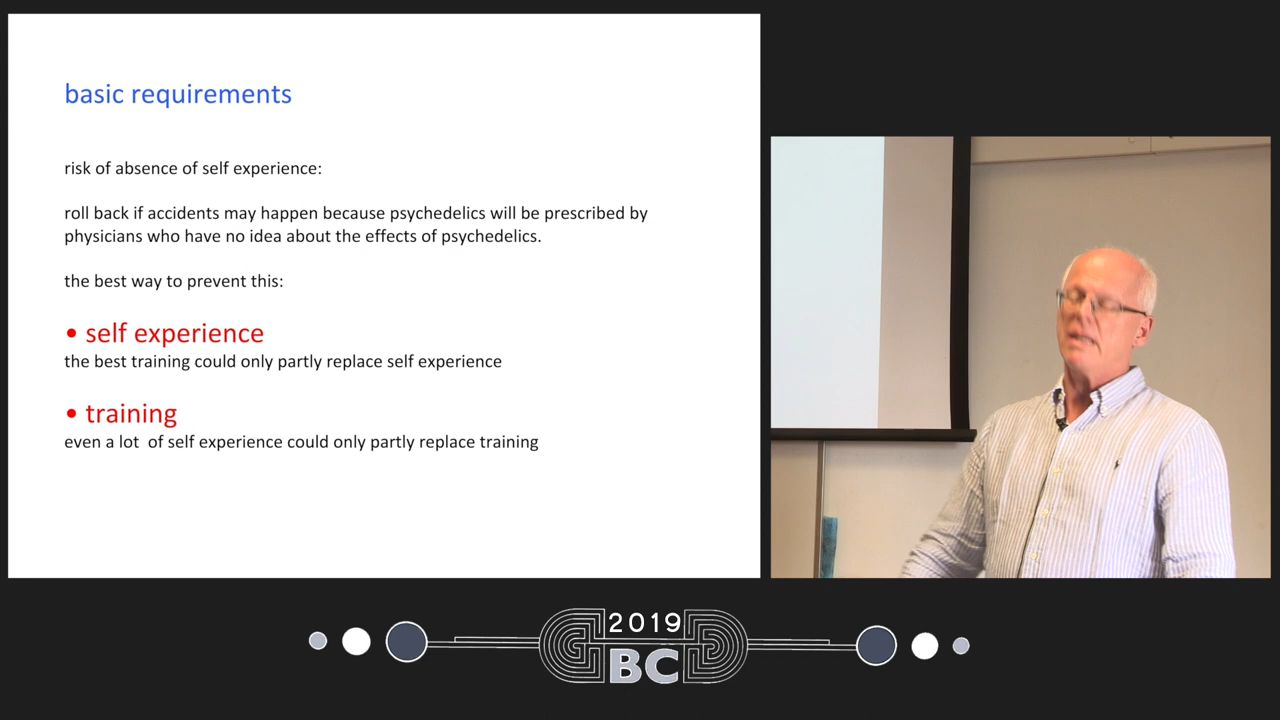 basic requirements
risk of absence of self experience:
roll back if accidents may happen because psychedelics will be prescribed by
physicians who have no idea about the effects of psychedelics.
the best way to prevent this:
• self experience
the best training could only partly replace self experience
• training
even a lot  of self experience could only partly replace training
2019
BC